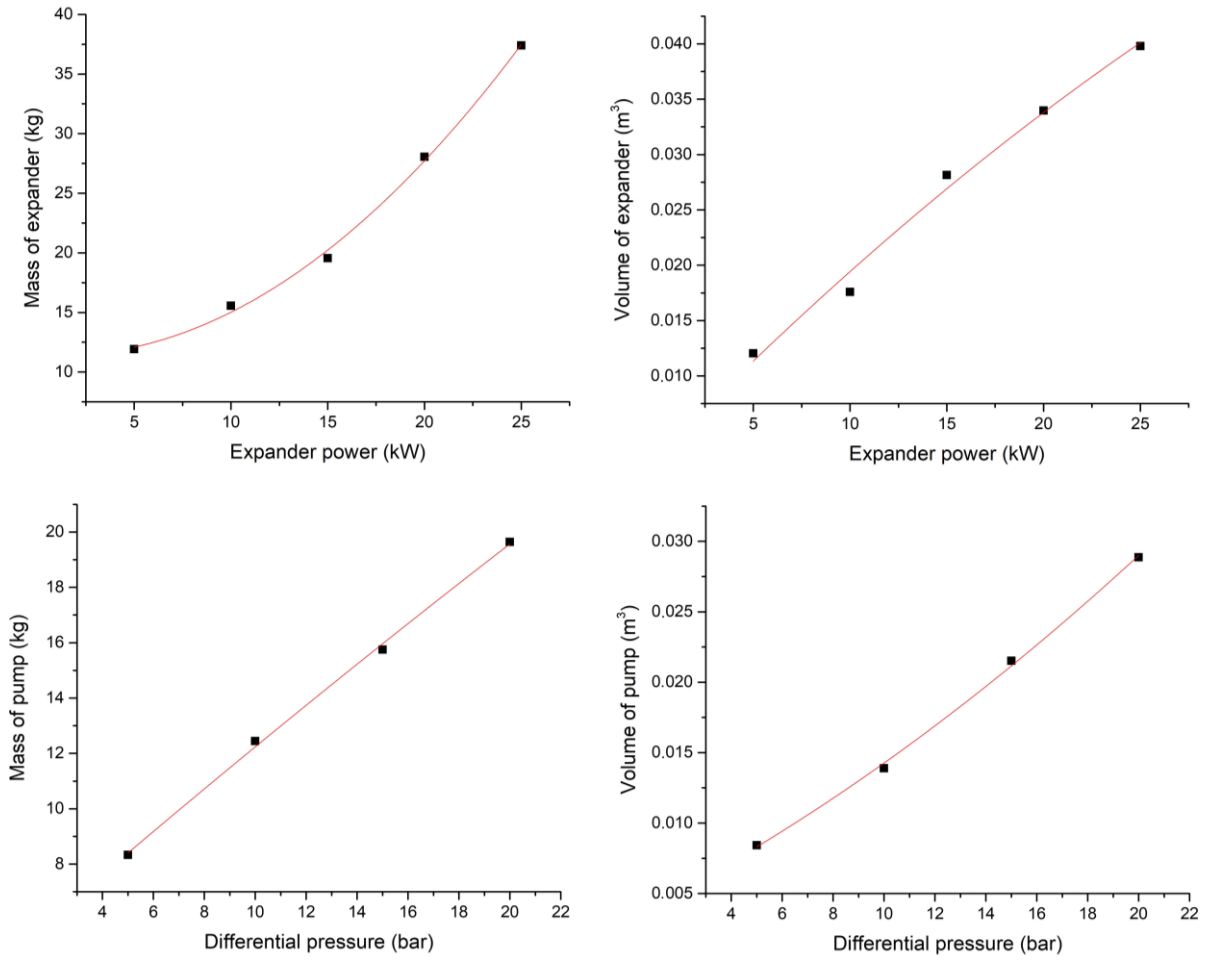 40
35
30
25
20
15
10
Mass of expander (kg)
5 10 15 20 25
Expander power (kW)
0.040
0.035
0.030
0.025
0.020
0.015
0.010
Volume of expander (m³)
5 10 15 20 25
Expander power (kW)
20
18
16
14
12
10
8
Mass of pump (kg)
4 6 8 10 12 14 16 18 20 22
Differential pressure (bar)
0.030
0.025
0.020
0.015
0.010
0.005
Volume of pump (m³)
4 6 8 10 12 14 16 18 20 22
Differential pressure (bar)